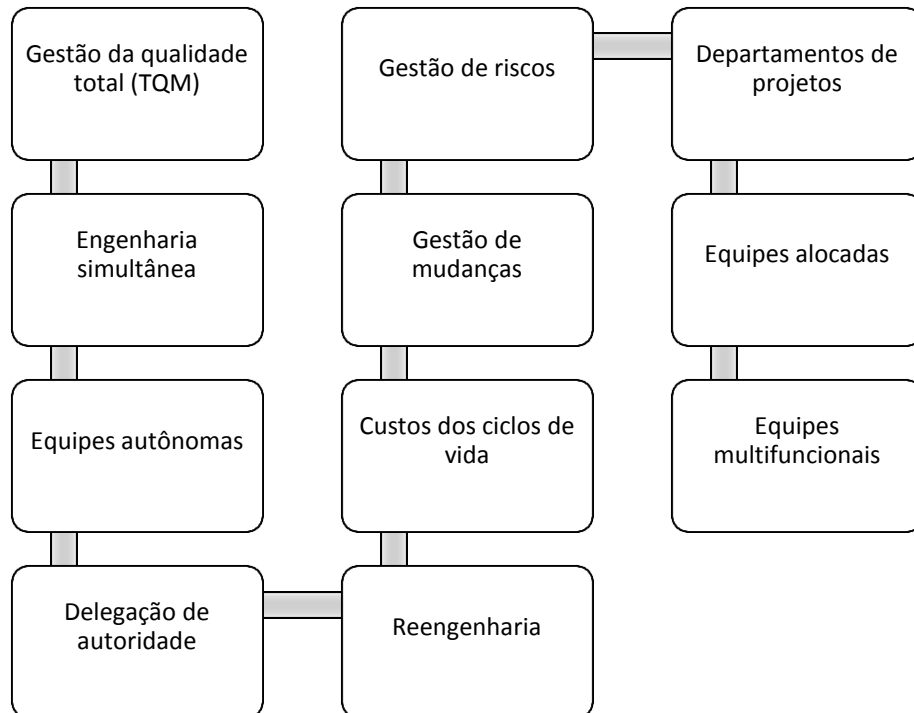 Gestão da qualidade
total (TQM)
Engenharia
simultânea
Equipes autônomas
Delegação de
autoridade
Reengenharia
Custos dos ciclos de
vida
Gestão de
mudanças
Gestão de riscos
Departamentos de
projetos
Equipes alocadas
Equipes
multifuncionais